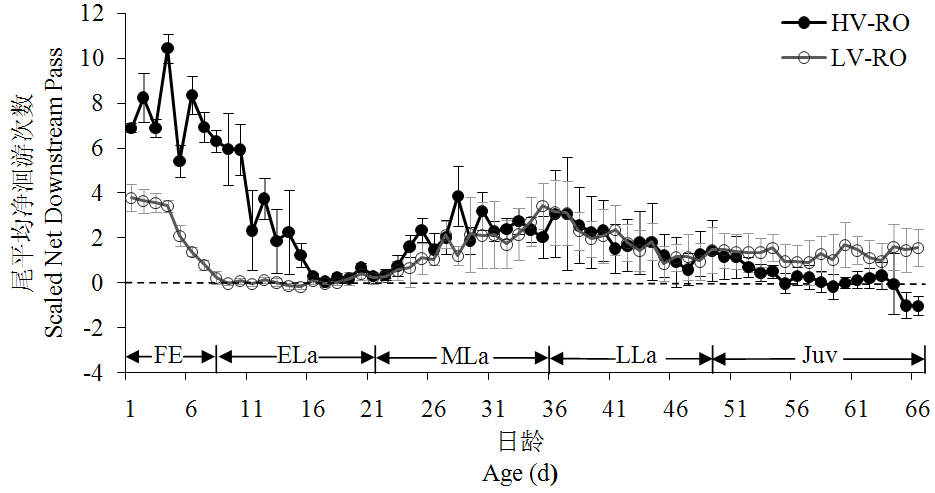 HV-RO
LV-RO
尾平均净洄游次数
Scaled Net Downstream Pass
12
10
8
6
4
2
0
-2
-4
FE ELa MLa LLa Juv
1 6 11 16 21 26 31 36 41 46 51 56 61 66
日龄
Age (d)